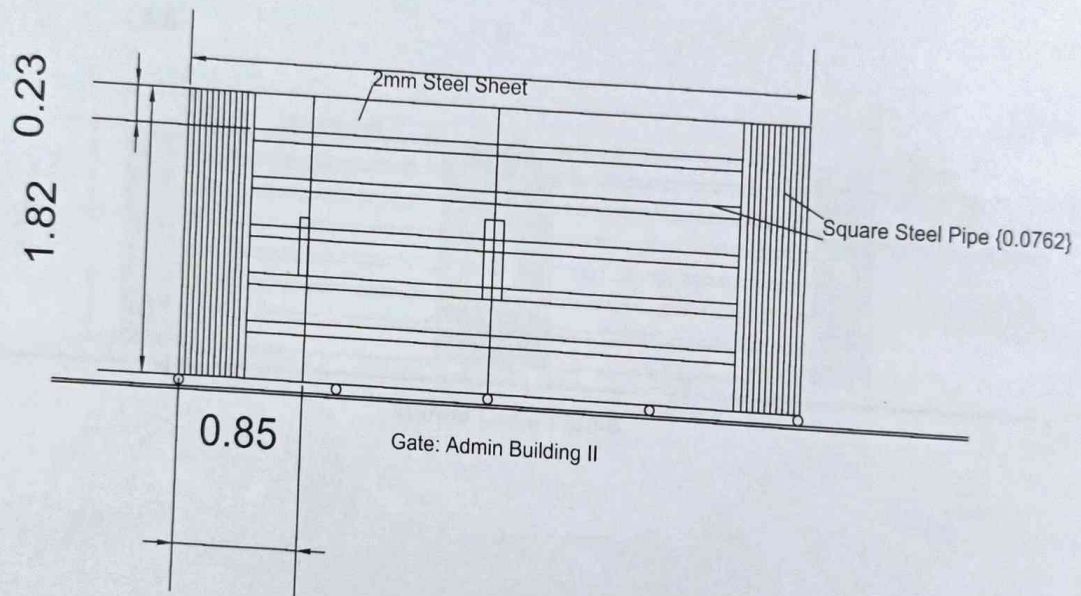 0.23
2mm Steel Sheet
1.82
Square Steel Pipe {0.0762}
0.85
Gate: Admin Building II